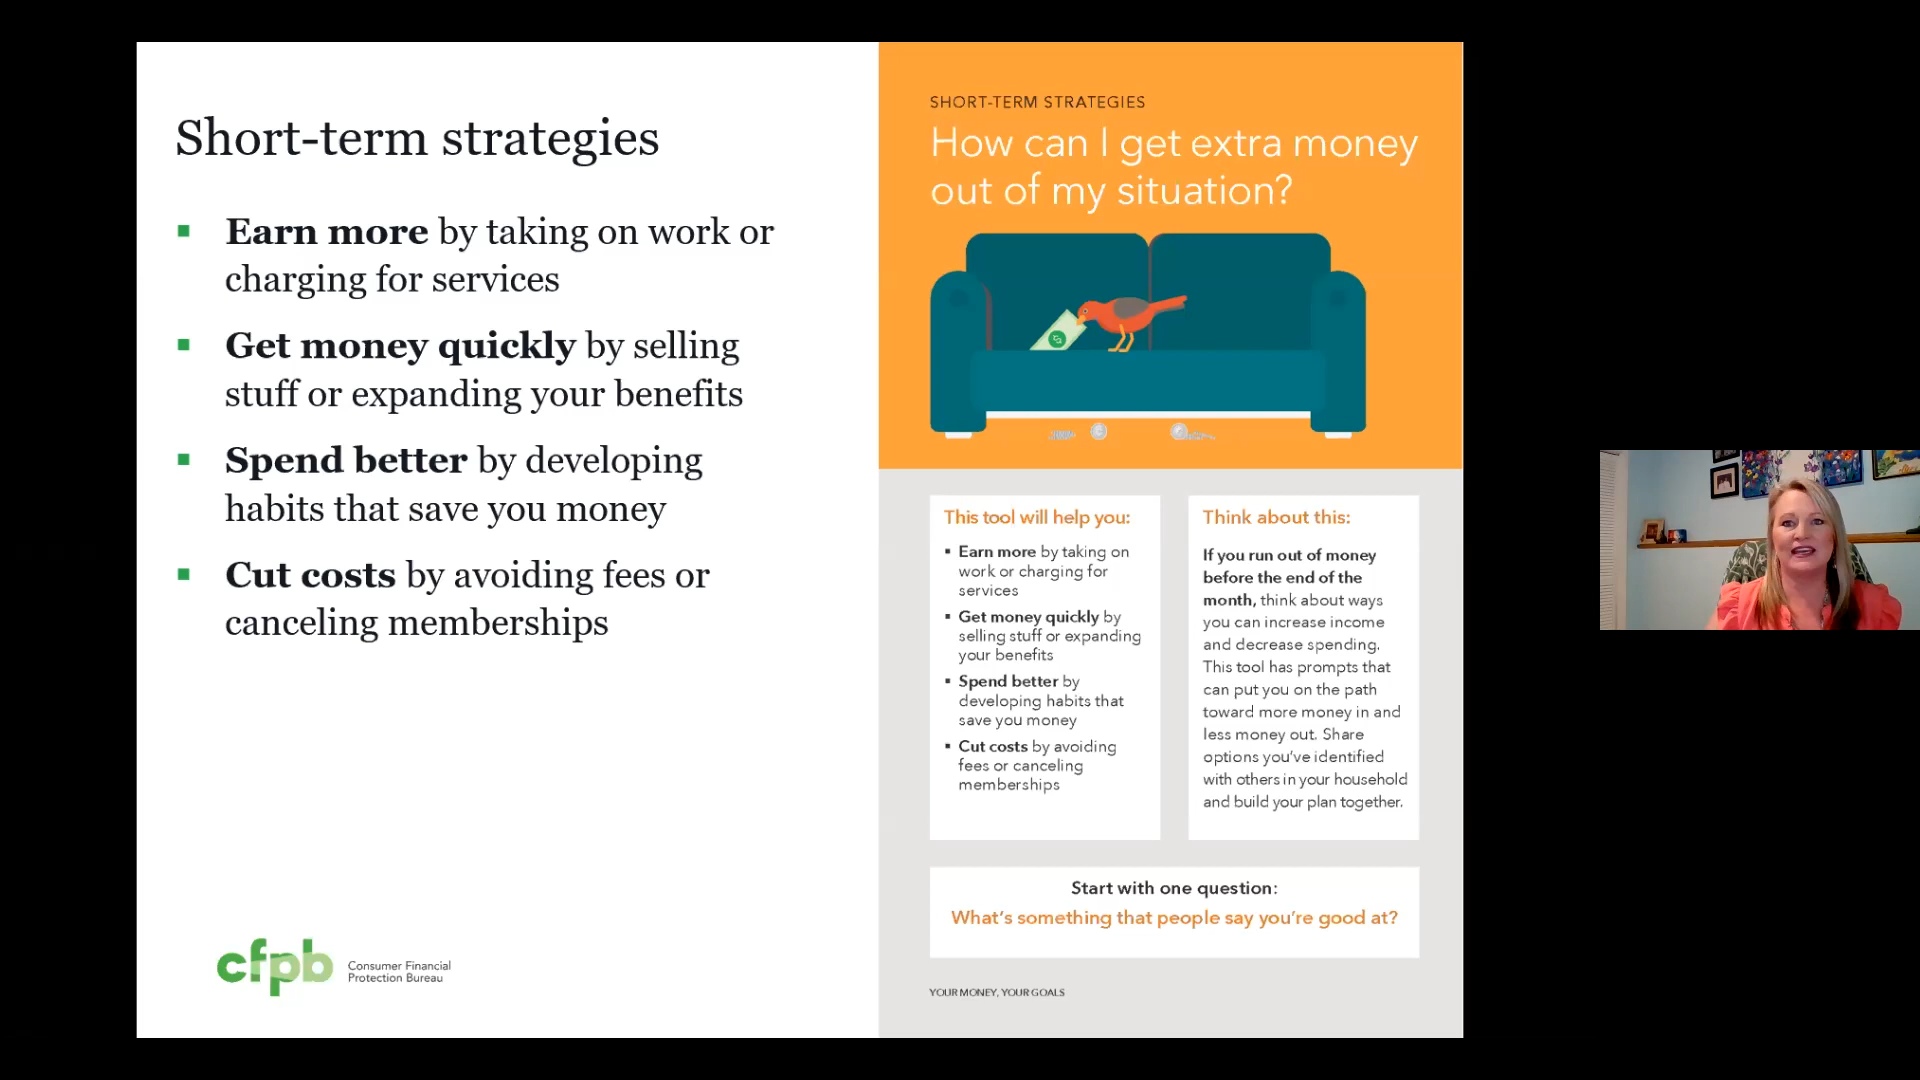 Short-term strategies
Earn more by taking on work or
charging for services
Get money quickly by selling
stuff or expanding your benefits
Spend better by developing
habits that save you money
Cut costs by avoiding fees or
canceling memberships
cfpb
Consumer Financial
Protection Bureau
SHORT-TERM STRATEGIES
How can I get extra money
out of my situation?
This tool will help you:
Earn more by taking on
work or charging for
services
Get money quickly by
selling stuff or expanding
your benefits
Spend better by
developing habits that
save you money
Cut costs by avoiding
fees or canceling
memberships
Think about this:
If you run out of money
before the end of the
month, think about ways
you can increase income
and decrease spending.
This tool has prompts that
can put you on the path
toward more money in and
less money out. Share
options you've identified
with others in your household
and build your plan together.
Start with one question:
What's something that people say you're good at?
YOUR MONEY, YOUR GOALS